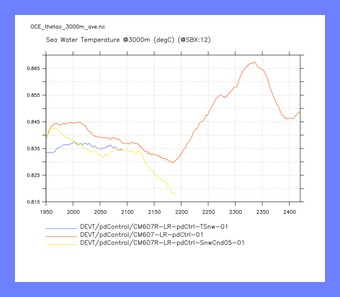 OCE_thetao_3000m_ave.nc
Sea Water Temperature @3000m (degC) (@SBX:12)
0.865
0.855
0.845
0.835
0.825
0.815
1950 2000 2050 2100 2150 2200 2250 2300 2350 2400
DEVT/pdControl/CM607R-LR-pdCtrl-TSnw-01
DEVT/pdControl/CM607-LR-pdCtrl-01
DEVT/pdControl/CM607R-LR-pdCtrl-SnwCnd05-01